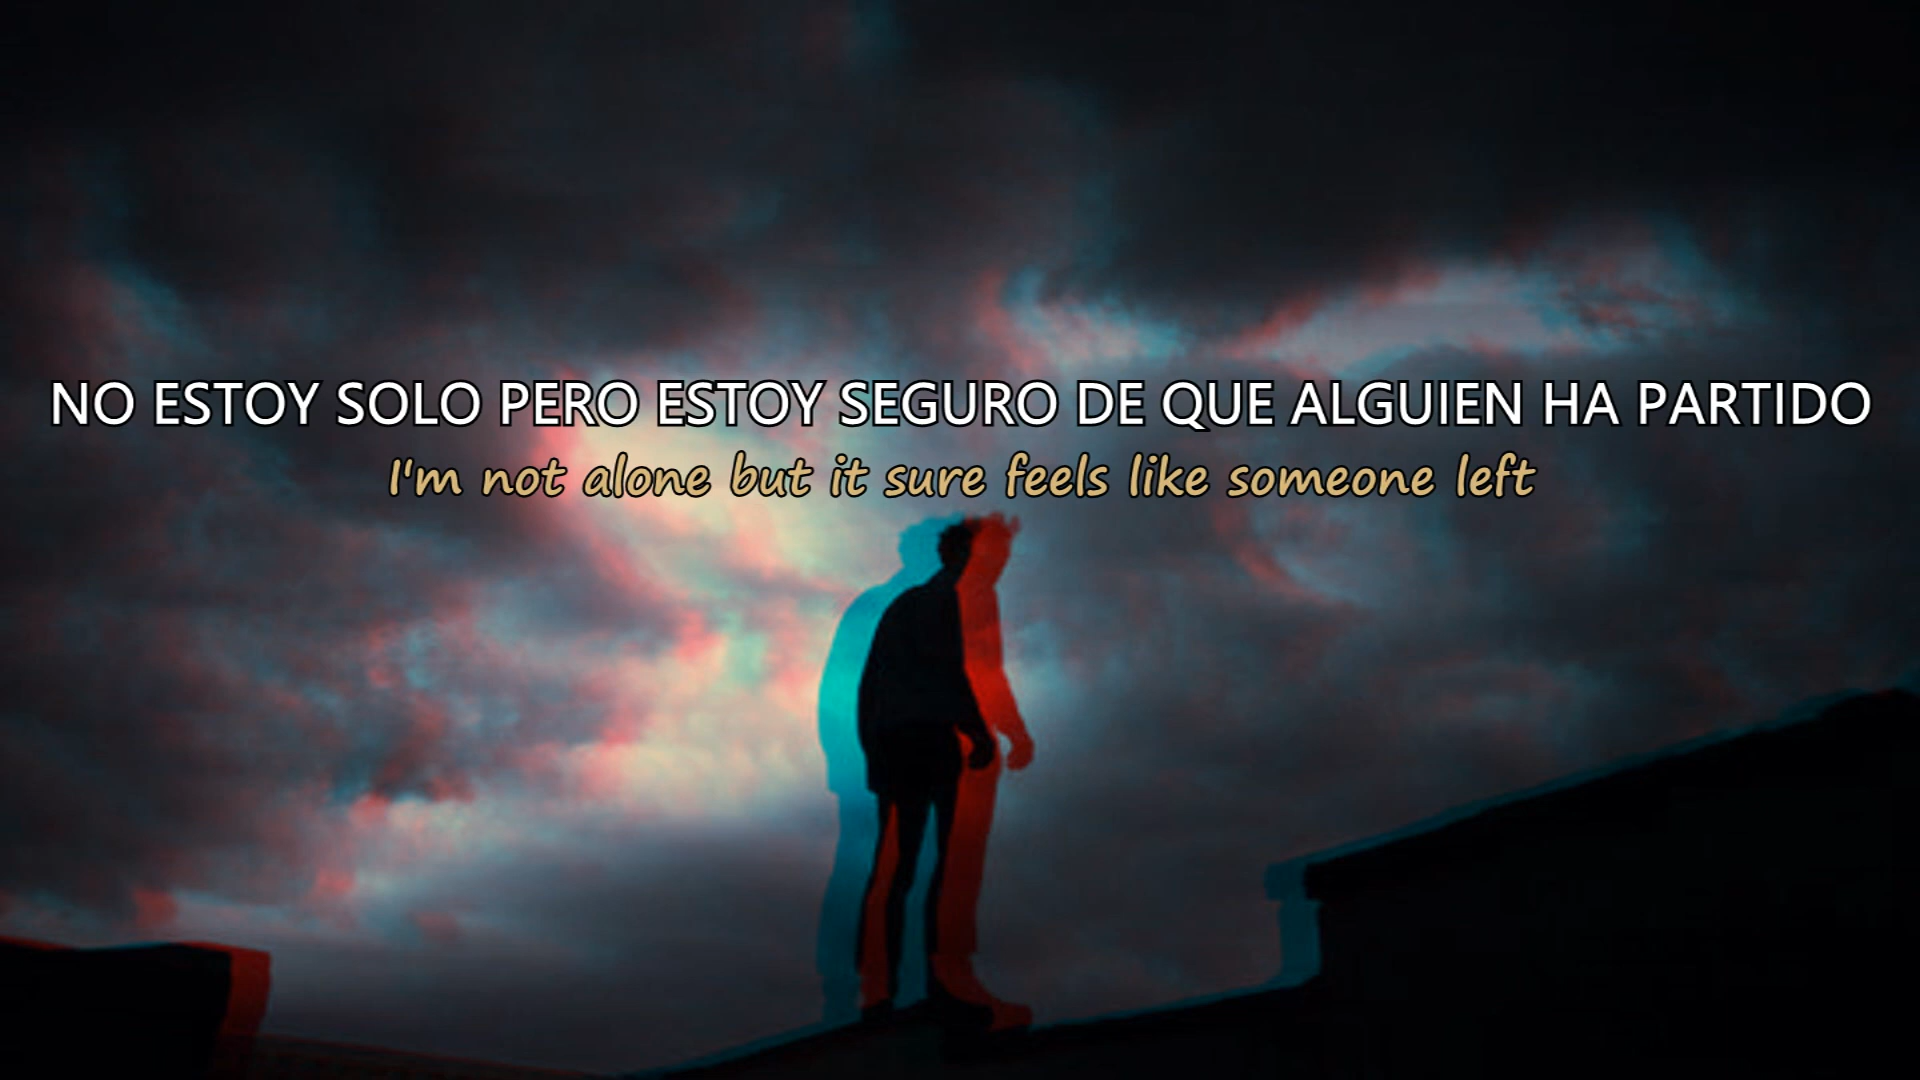 NO ESTOY SOLO PERO ESTOY SEGURO DE QUE ALGUIEN HA PARTIDO
I'm not alone but it sure feels like someone left